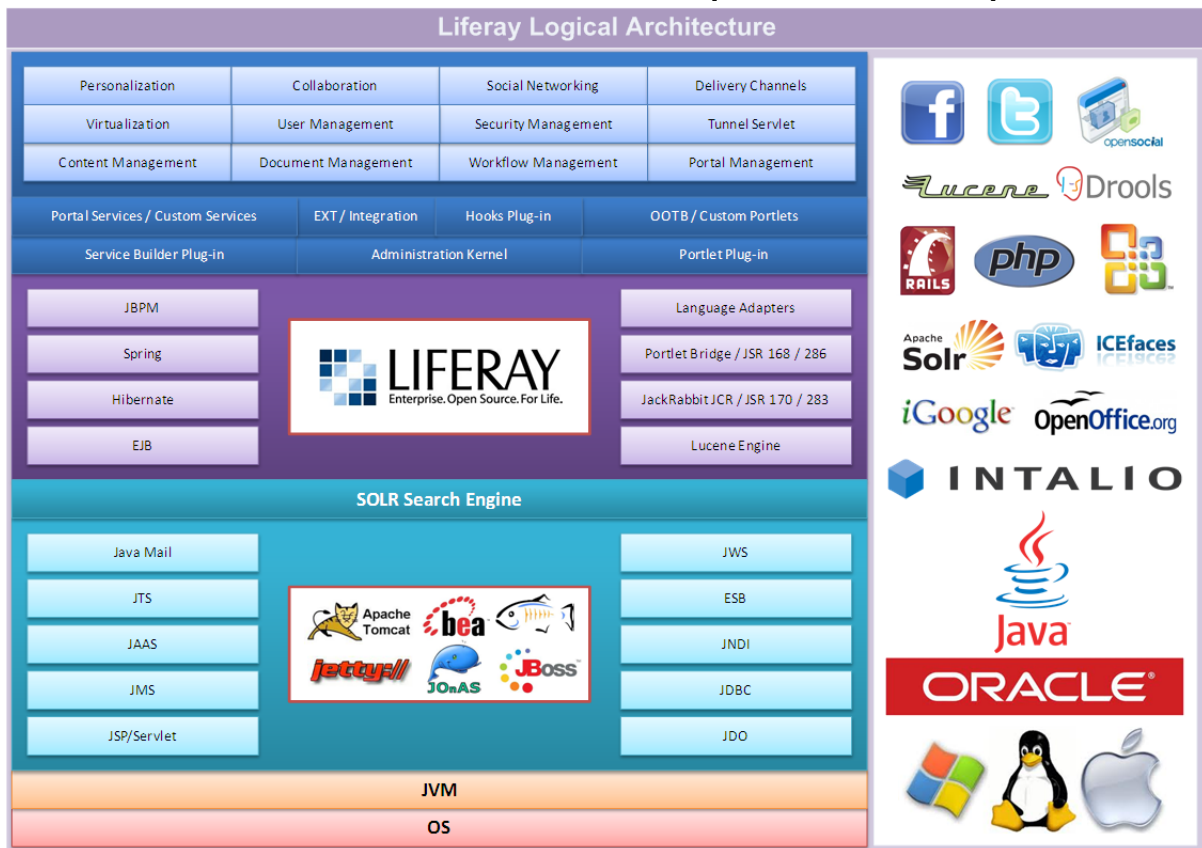 Liferay Logical Architecture
Personalization Collaboration Social Networking Delivery Channels
Virtualization User Management Security Management Tunnel Servlet
Content Management Document Management Workflow Management Portal Management
Portal Services / Custom Services EXT / Integration Hooks Plug-in OOTB / Custom Portlets
Service Builder Plug-in Administration Kernel Portlet Plug-in
JBPM
Spring
Hibernate
EJB
LIFERAY
Enterprise. Open Source. For Life.
Language Adapters
Portlet Bridge / JSR 168 / 286
JackRabbit JCR / JSR 170 / 283
Lucene Engine
SOLR Search Engine
Java Mail
JTS
JAAS
JMS
JSP/Servlet
Apache
Tomcat
bea
jetty://
JOnAS
JBoss
JWS
ESB
JNDI
JDBC
JDO
JVM
OS
f t
opensocial
Lucene Drools
RAILS php
Apache
Solr ICEfaces
iGoogle OpenOffice.org
INTALIO
Java
ORACLE